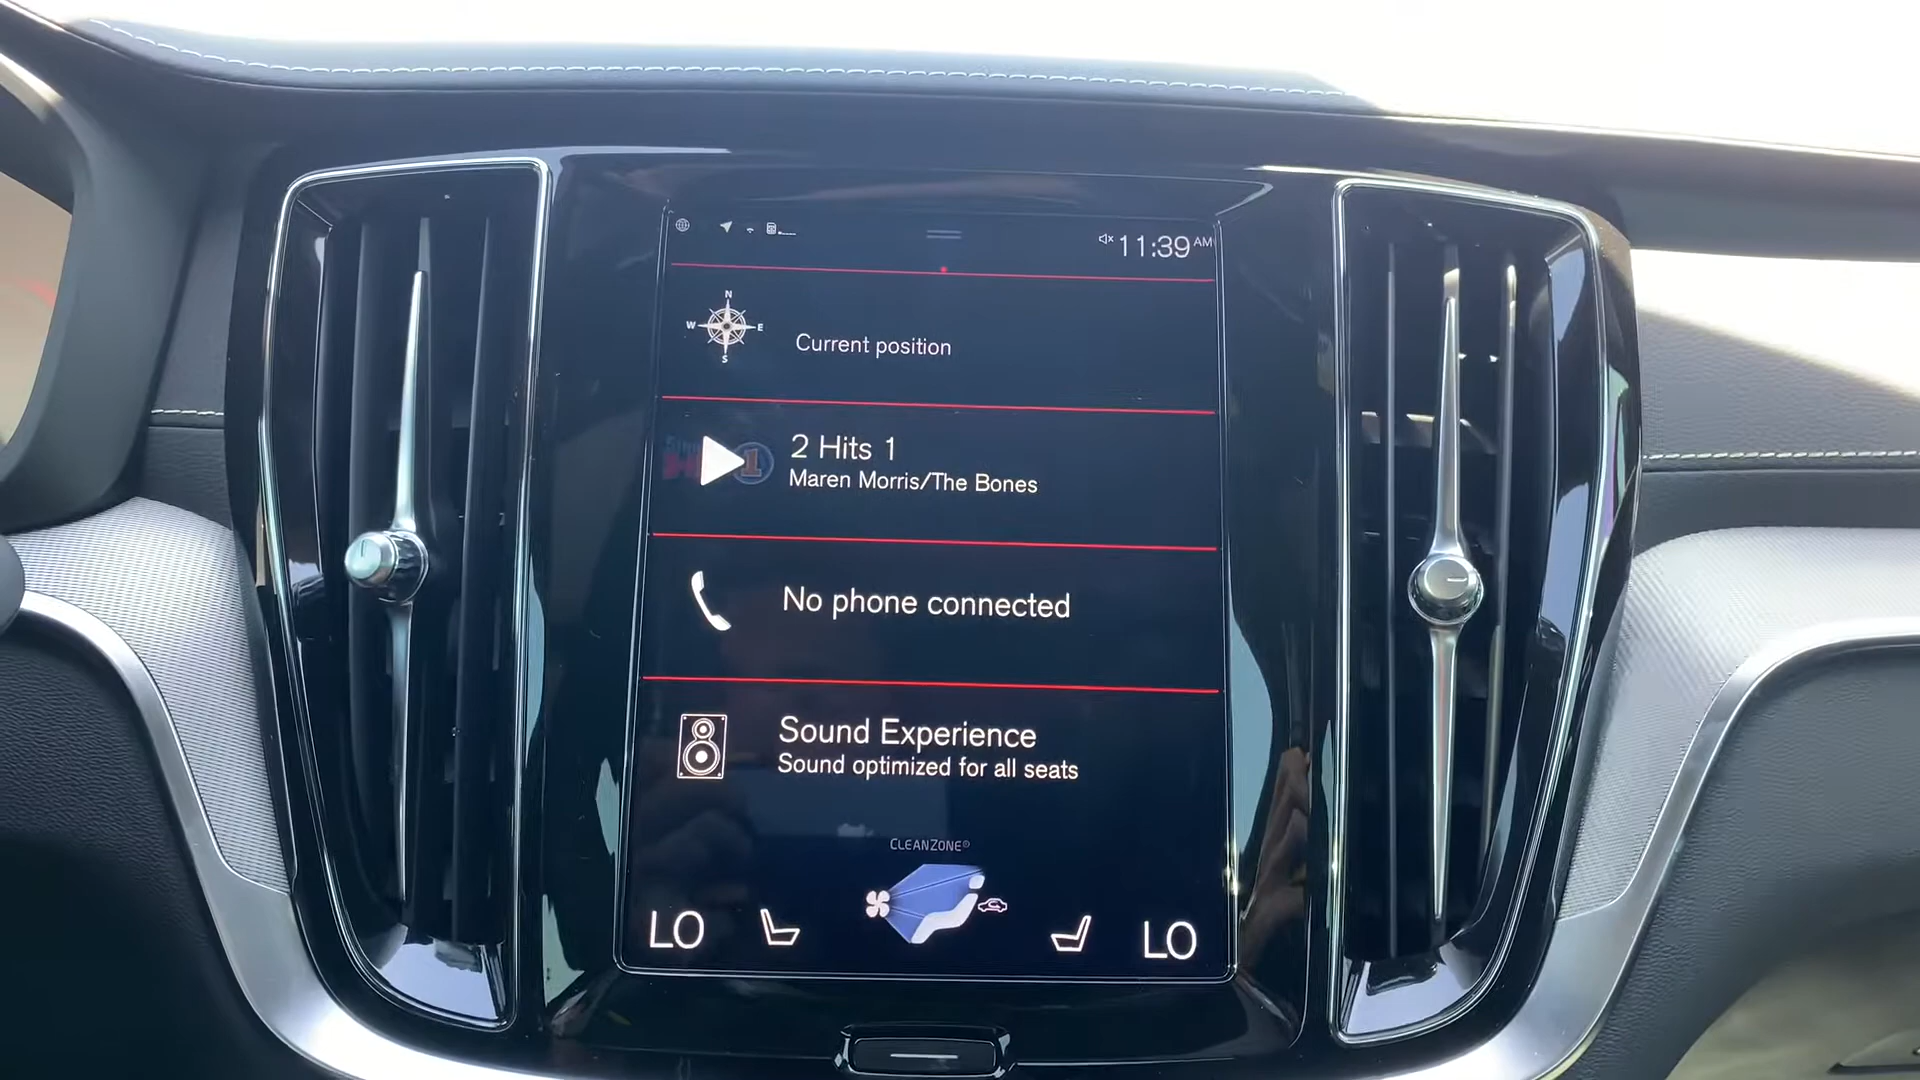 11:39 AM
N
W E
S
Current position
1
2 Hits 1
Maren Morris/The Bones
No phone connected
Sound Experience
Sound optimized for all seats
CLEANZONE®
LO LO